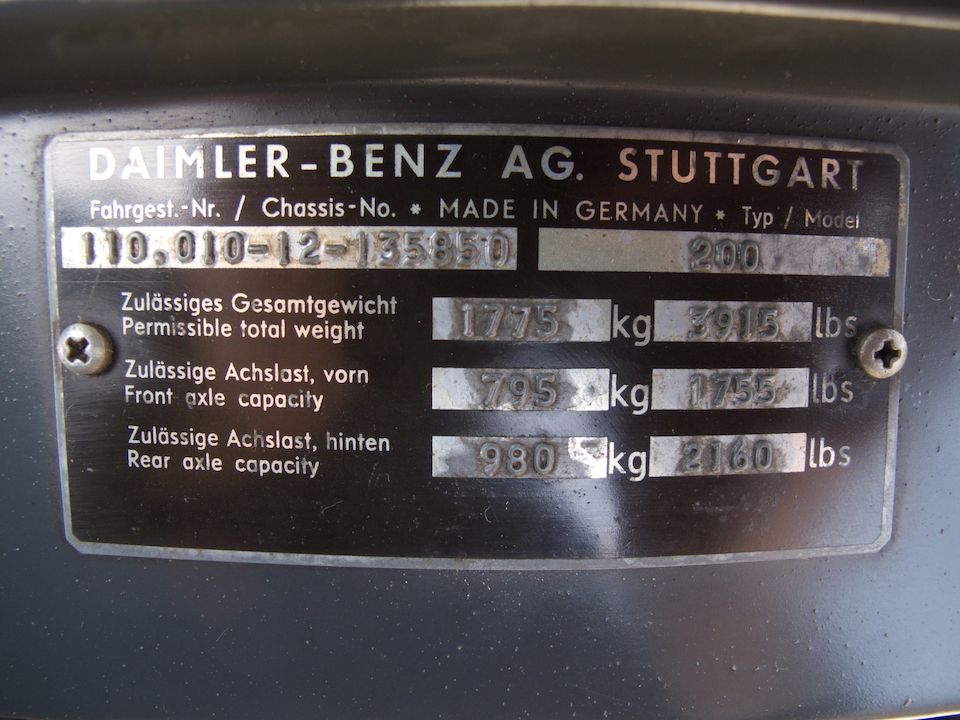 DAIMLER-BENZ AG. STUTTGART
Fahrgest.-Nr. / Chassis-No. * MADE IN GERMANY * Typ / Model
110.010-12-135850 200
Zulässiges Gesamtgewicht
Permissible total weight 1775 kg 3915 lbs
Zulässige Achslast, vorn
Front axle capacity 795 kg 1755 lbs
Zulässige Achslast, hinten
Rear axle capacity 980 kg 2160 lbs